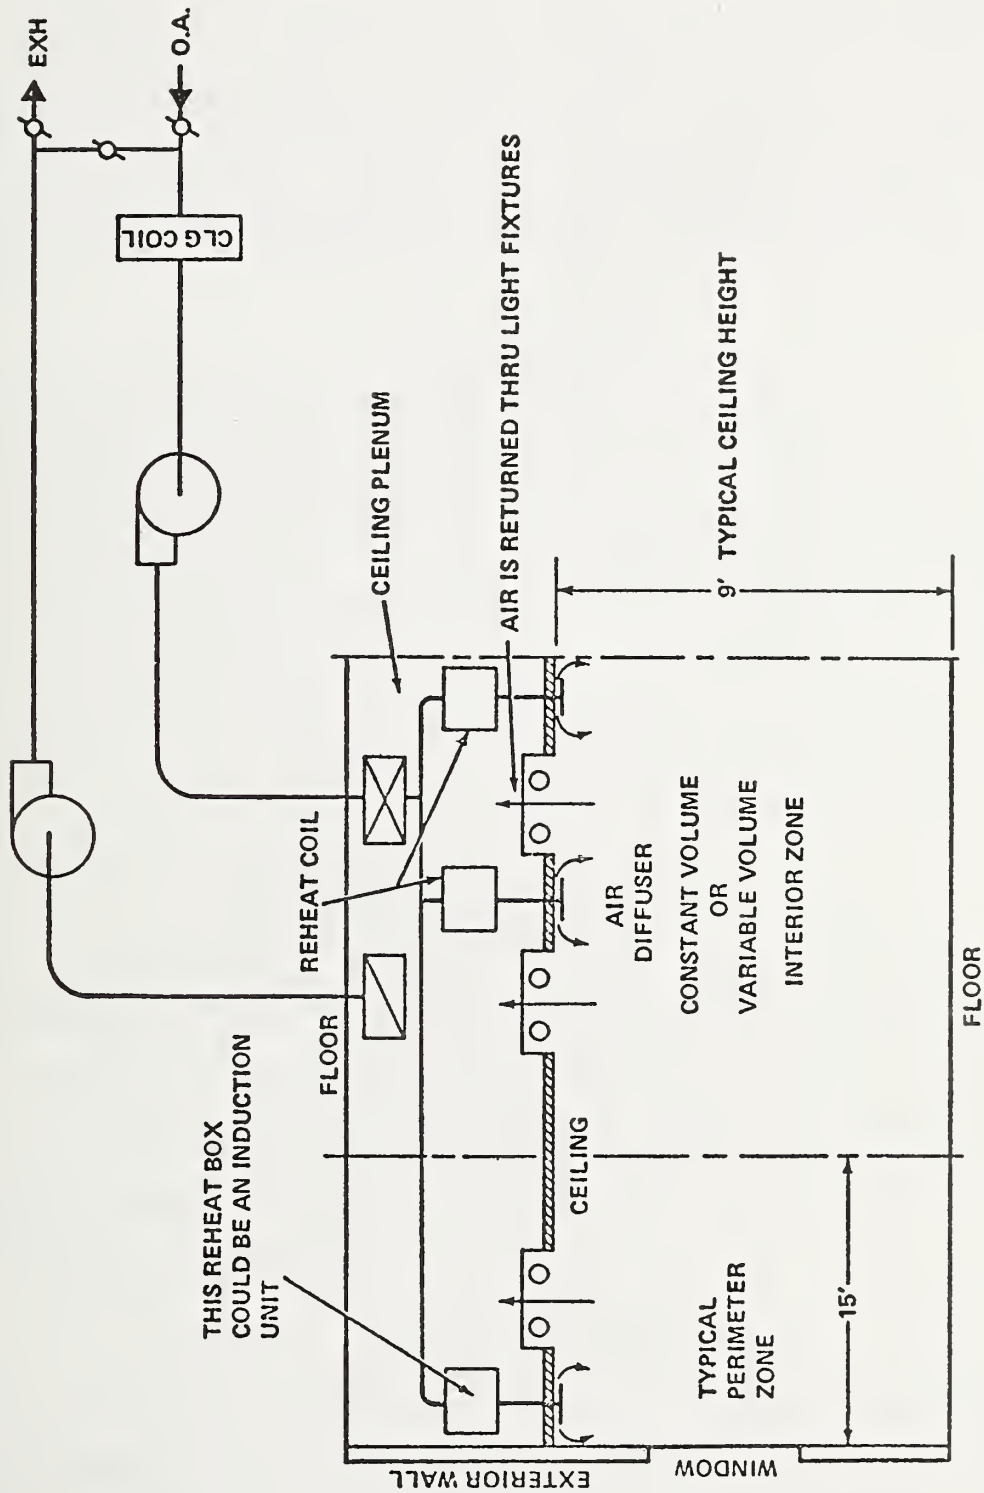 EXH
O.A.
CLG COIL
CEILING PLENUM
AIR IS RETURNED THRU LIGHT FIXTURES
9' TYPICAL CEILING HEIGHT
REHEAT COIL
FLOOR
THIS REHEAT BOX
COULD BE AN INDUCTION
UNIT
AIR
DIFFUSER
CONSTANT VOLUME
OR
VARIABLE VOLUME
INTERIOR ZONE
CEILING
TYPICAL
PERIMETER
ZONE
15'
FLOOR
EXTERIOR WALL
WINDOW